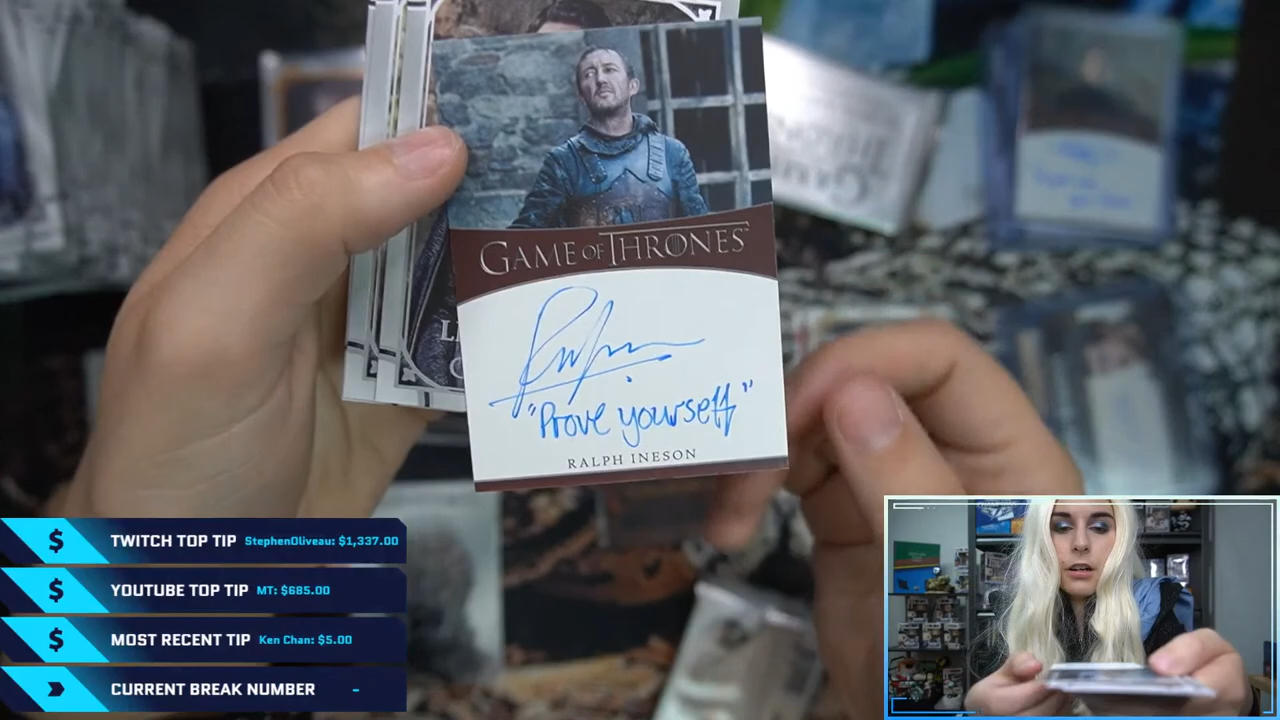 GAME OF THRONES
"Prove yourself"
RALPH INESON
TWITCH TOP TIP StephenOliveau: $1,337.00
YOUTUBE TOP TIP MT: $685.00
MOST RECENT TIP Ken Chan: $5.00
CURRENT BREAK NUMBER -